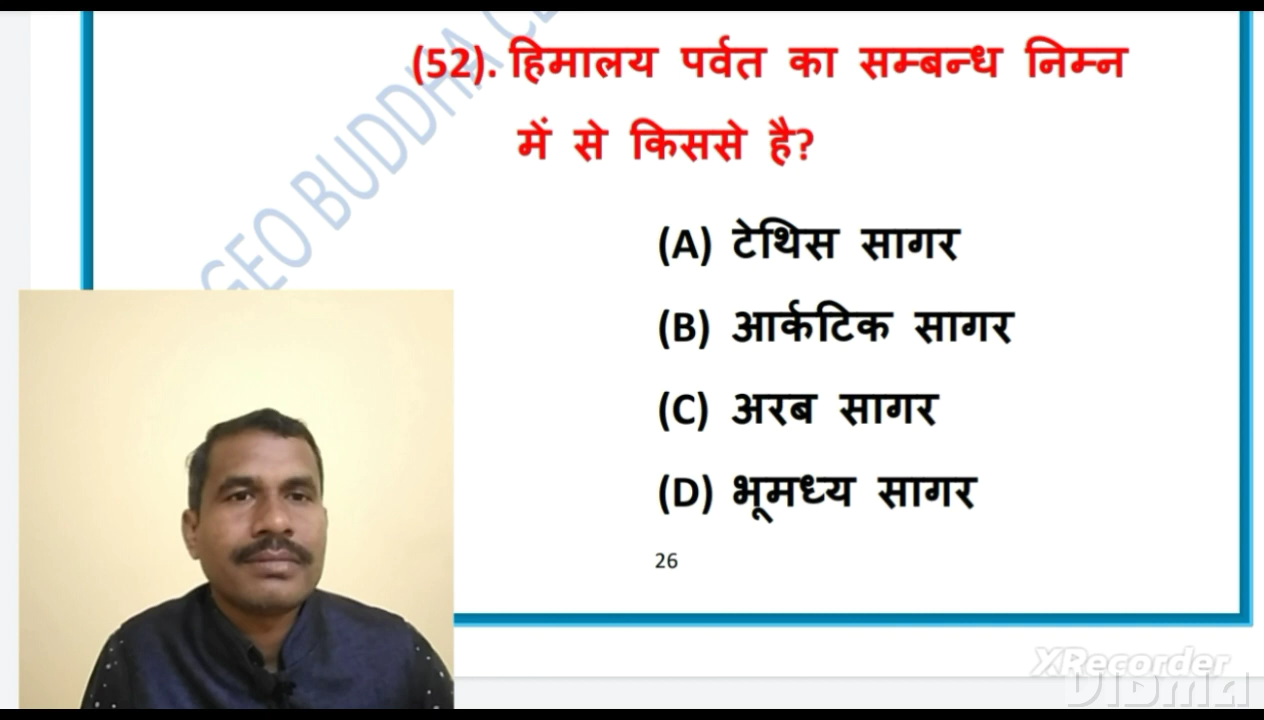 (52). हिमालय पर्वत का सम्बन्ध निम्न
में से किससे है?
(A) टेथिस सागर
(B) आर्कटिक सागर
(C) अरब सागर
(D) भूमध्य सागर
26
GEO BUDDHA
XRecorder